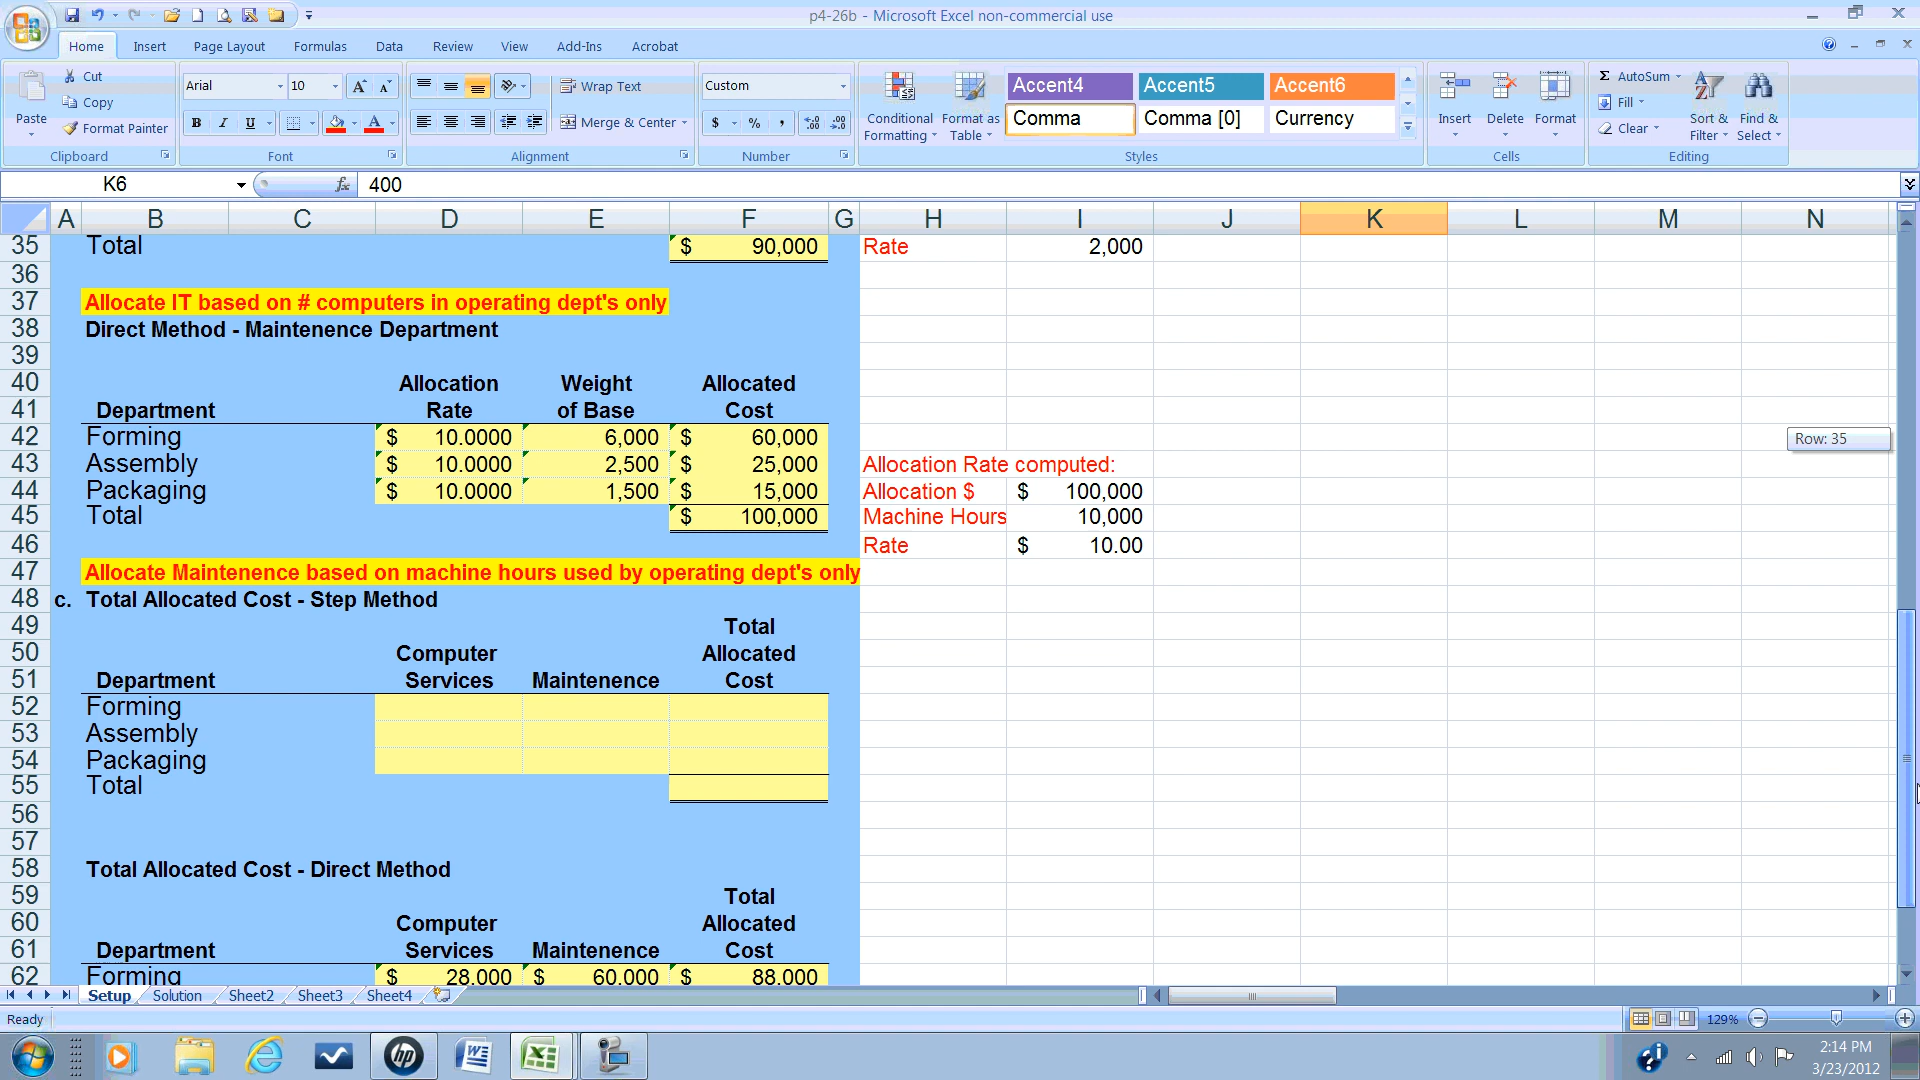 p4-26b - Microsoft Excel non-commercial use
Home Insert Page Layout Formulas Data Review View Add-Ins Acrobat
Paste Cut Copy Format Painter Clipboard
Arial 10 B I U Font
Wrap Text Merge & Center Alignment
Custom $ % , Number
Conditional Formatting Format as Table Accent4 Accent5 Accent6 Comma Comma [0] Currency Styles
Insert Delete Format Cells
Σ AutoSum Fill Clear Sort & Filter Find & Select Editing
K6 fx 400
A B C D E F G H I J K L M N
35 Total $ 90,000 Rate 2,000
36
37 Allocate IT based on # computers in operating dept's only
38 Direct Method - Maintenence Department
39
40 Allocation Weight Allocated
41 Department Rate of Base Cost
42 Forming $ 10.0000 6,000 $ 60,000
Row: 35
43 Assembly $ 10.0000 2,500 $ 25,000 Allocation Rate computed:
44 Packaging $ 10.0000 1,500 $ 15,000 Allocation $ $ 100,000
45 Total $ 100,000 Machine Hours 10,000
46 Rate $ 10.00
47 Allocate Maintenence based on machine hours used by operating dept's only
48 c. Total Allocated Cost - Step Method
49 Total
50 Computer Allocated
51 Department Services Maintenence Cost
52 Forming
53 Assembly
54 Packaging
55 Total
56
57
58 Total Allocated Cost - Direct Method
59 Total
60 Computer Allocated
61 Department Services Maintenence Cost
62 Forming $ 28,000 $ 60,000 $ 88,000
Setup Solution Sheet2 Sheet3 Sheet4
Ready 129%
2:14 PM
3/23/2012